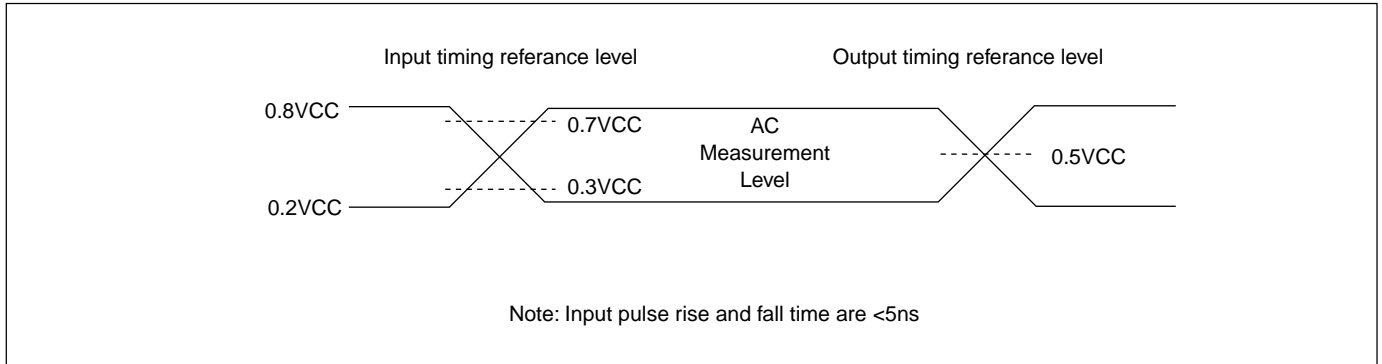 Input timing referance level
Output timing referance level
0.8VCC
0.7VCC
AC
Measurement
Level
0.5VCC
0.3VCC
0.2VCC
Note: Input pulse rise and fall time are <5ns